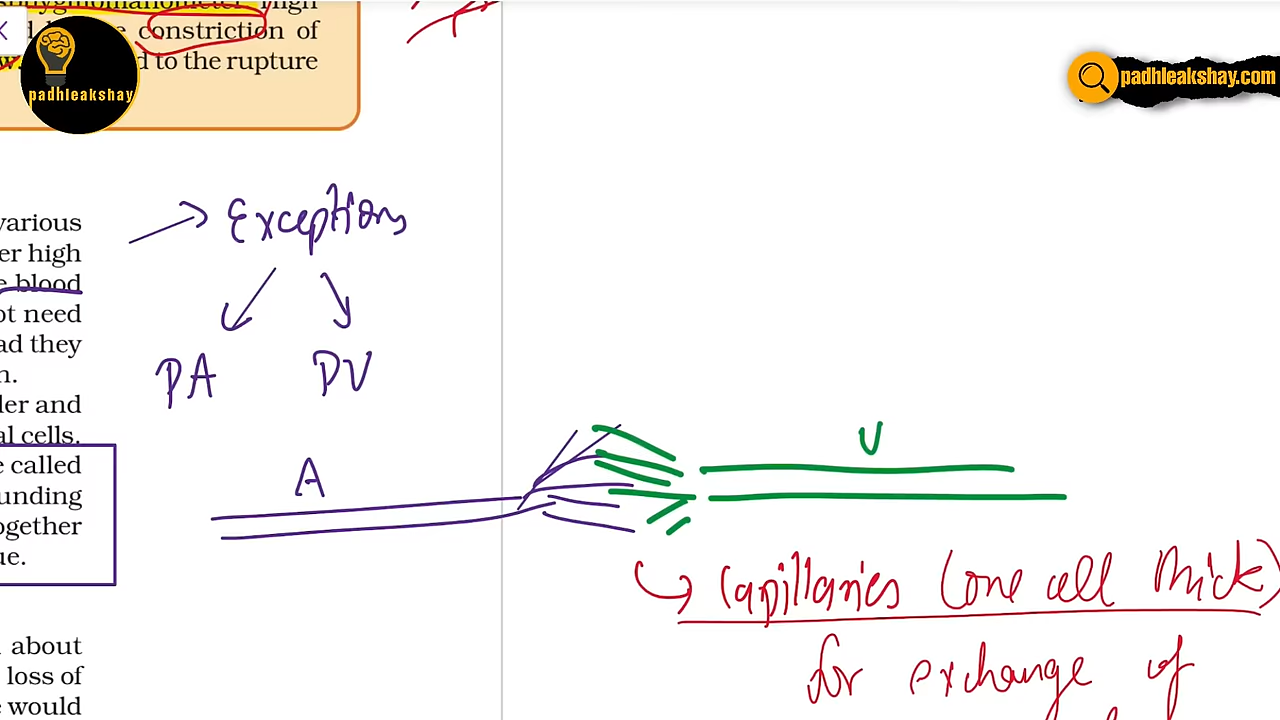 sphygmomanometer high
constriction of
w. d to the rupture
padhleakshay
padhleakshay.com
various
er high
e blood
ot need
ad they
n.
der and
al cells.
e called
unding
ogether
ue.
about
loss of
e would
Exceptions
PA PV
A
V
Capillaries (one cell thick)
for exchange of